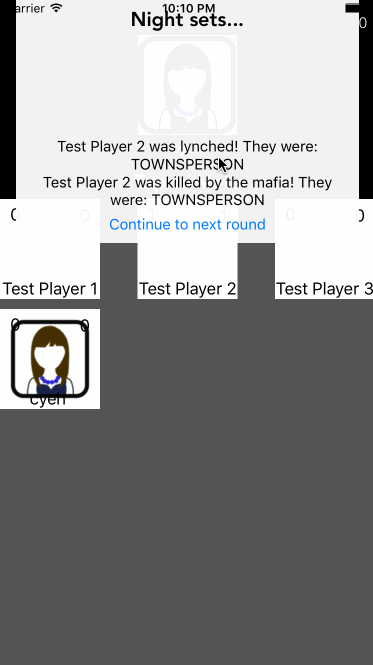 arrier 10:10 PM
Night sets...
0
Test Player 2 was lynched! They were:
TOWNSPERSON
Test Player 2 was killed by the mafia! They
were: TOWNSPERSON
Continue to next round
0 0 0 0
Test Player 1 Test Player 2 Test Player 3
0 0
cyeh